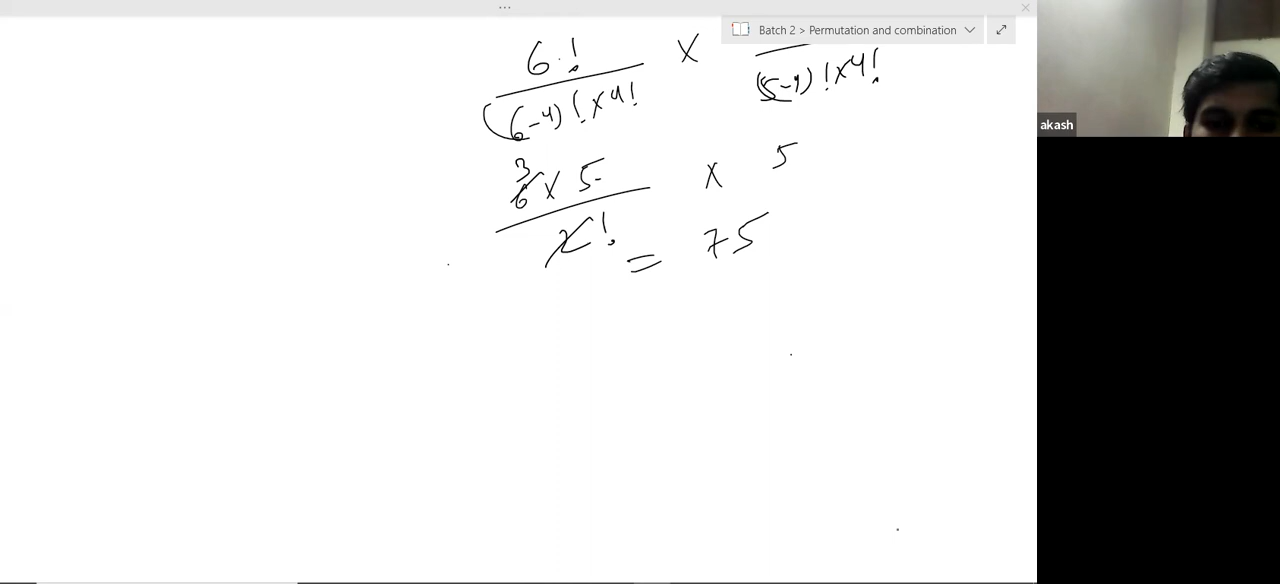 Batch 2 > Permutation and combination
6! ×
(6-4)! × 4! (5-4)! × 4!
akash
3
6 × 5 × 5
2!
= 75